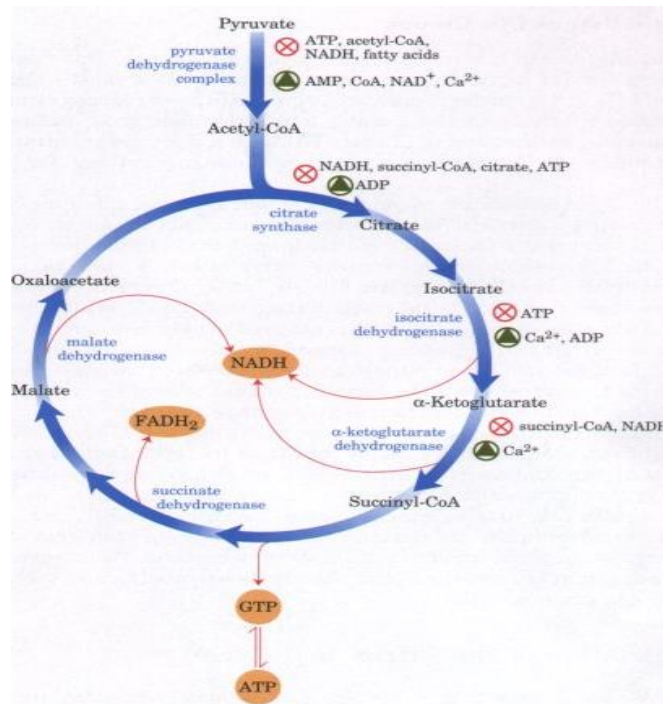 Pyruvate
ATP, acetyl-CoA,
NADH, fatty acids
pyruvate
dehydrogenase
complex
AMP, CoA, NAD⁺, Ca²⁺
Acetyl-CoA
NADH, succinyl-CoA, citrate, ATP
ADP
citrate
synthase
Citrate
Oxaloacetate
Isocitrate
isocitrate
dehydrogenase
ATP
Ca²⁺, ADP
malate
dehydrogenase
NADH
Malate
α-Ketoglutarate
FADH₂
α-ketoglutarate
dehydrogenase
succinyl-CoA, NADH
Ca²⁺
succinate
dehydrogenase
Succinyl-CoA
GTP
ATP